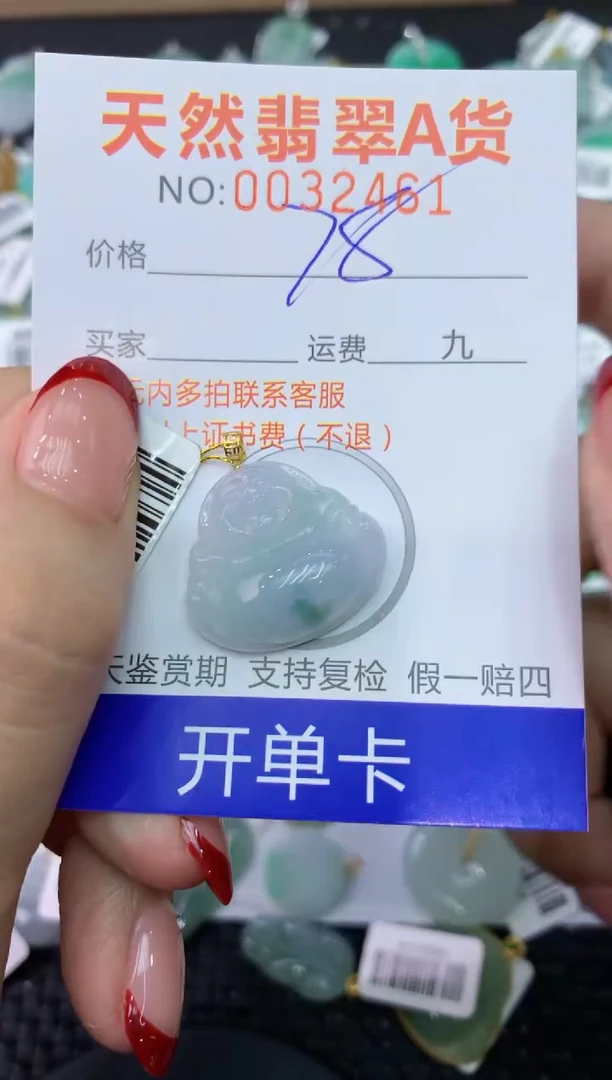 天然翡翠A货
NO:0032461
价格 78
买家 运费 九
元内多拍联系客服
上证书费（不退）
天鉴赏期 支持复检 假一赔四
开单卡